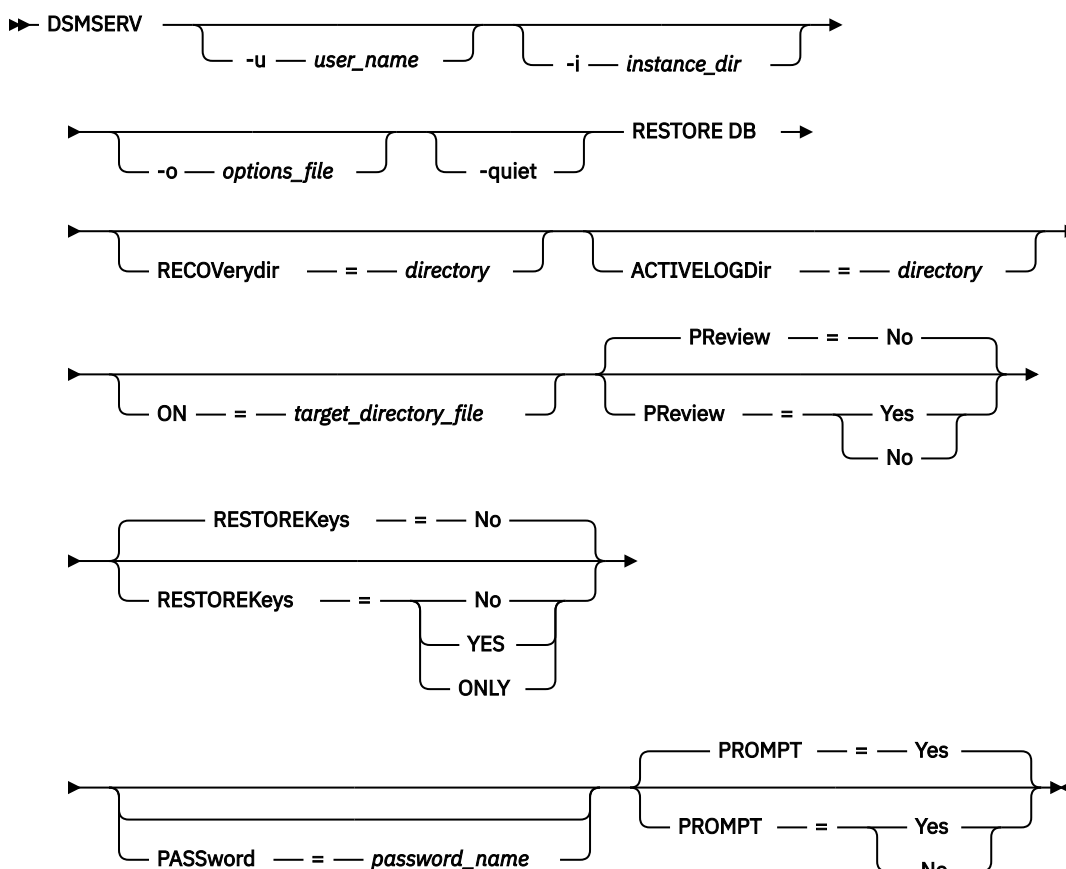 DSMSERV
-u user_name -i instance_dir
RESTORE DB
-o options_file -quiet
RECOVerydir = directory ACTIVELOGDir = directory
PReview = No
ON = target_directory_file PReview = Yes
No
RESTOREKeys = No
RESTOREKeys = No
YES
ONLY
PROMPT = Yes
PROMPT = Yes
PASSword = password_name
No